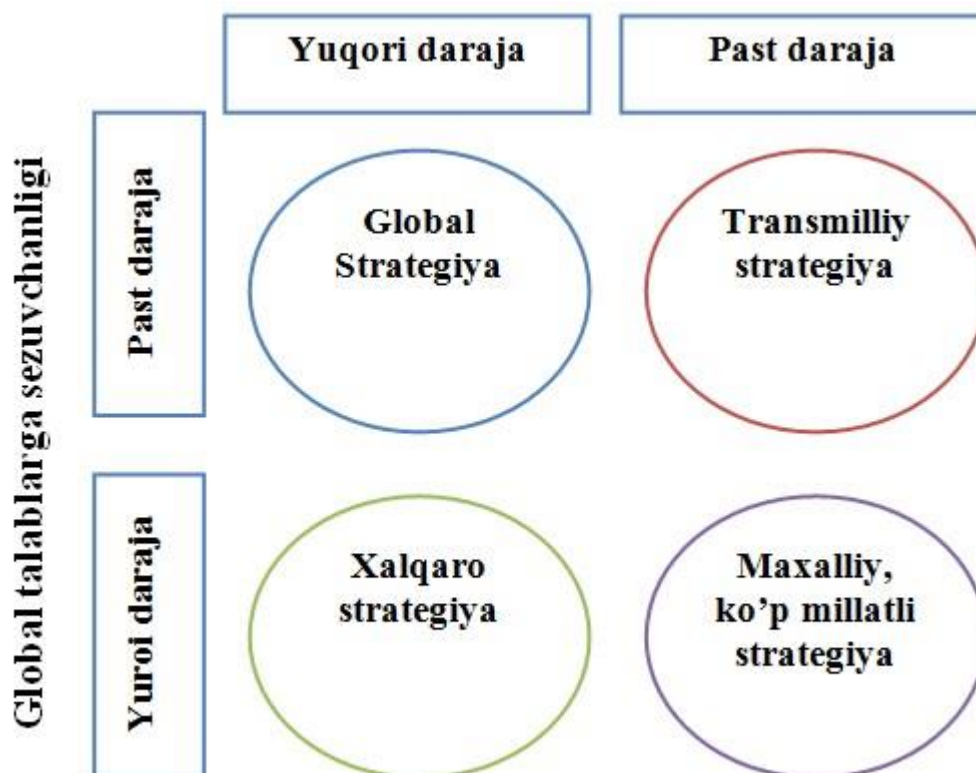 Yuqori daraja
Past daraja
Global talablarga sezuvchanligi
Past daraja
Global
Strategiya
Transmilliy
strategiya
Yuroi daraja
Xalqaro
strategiya
Maxalliy,
ko’p millatli
strategiya